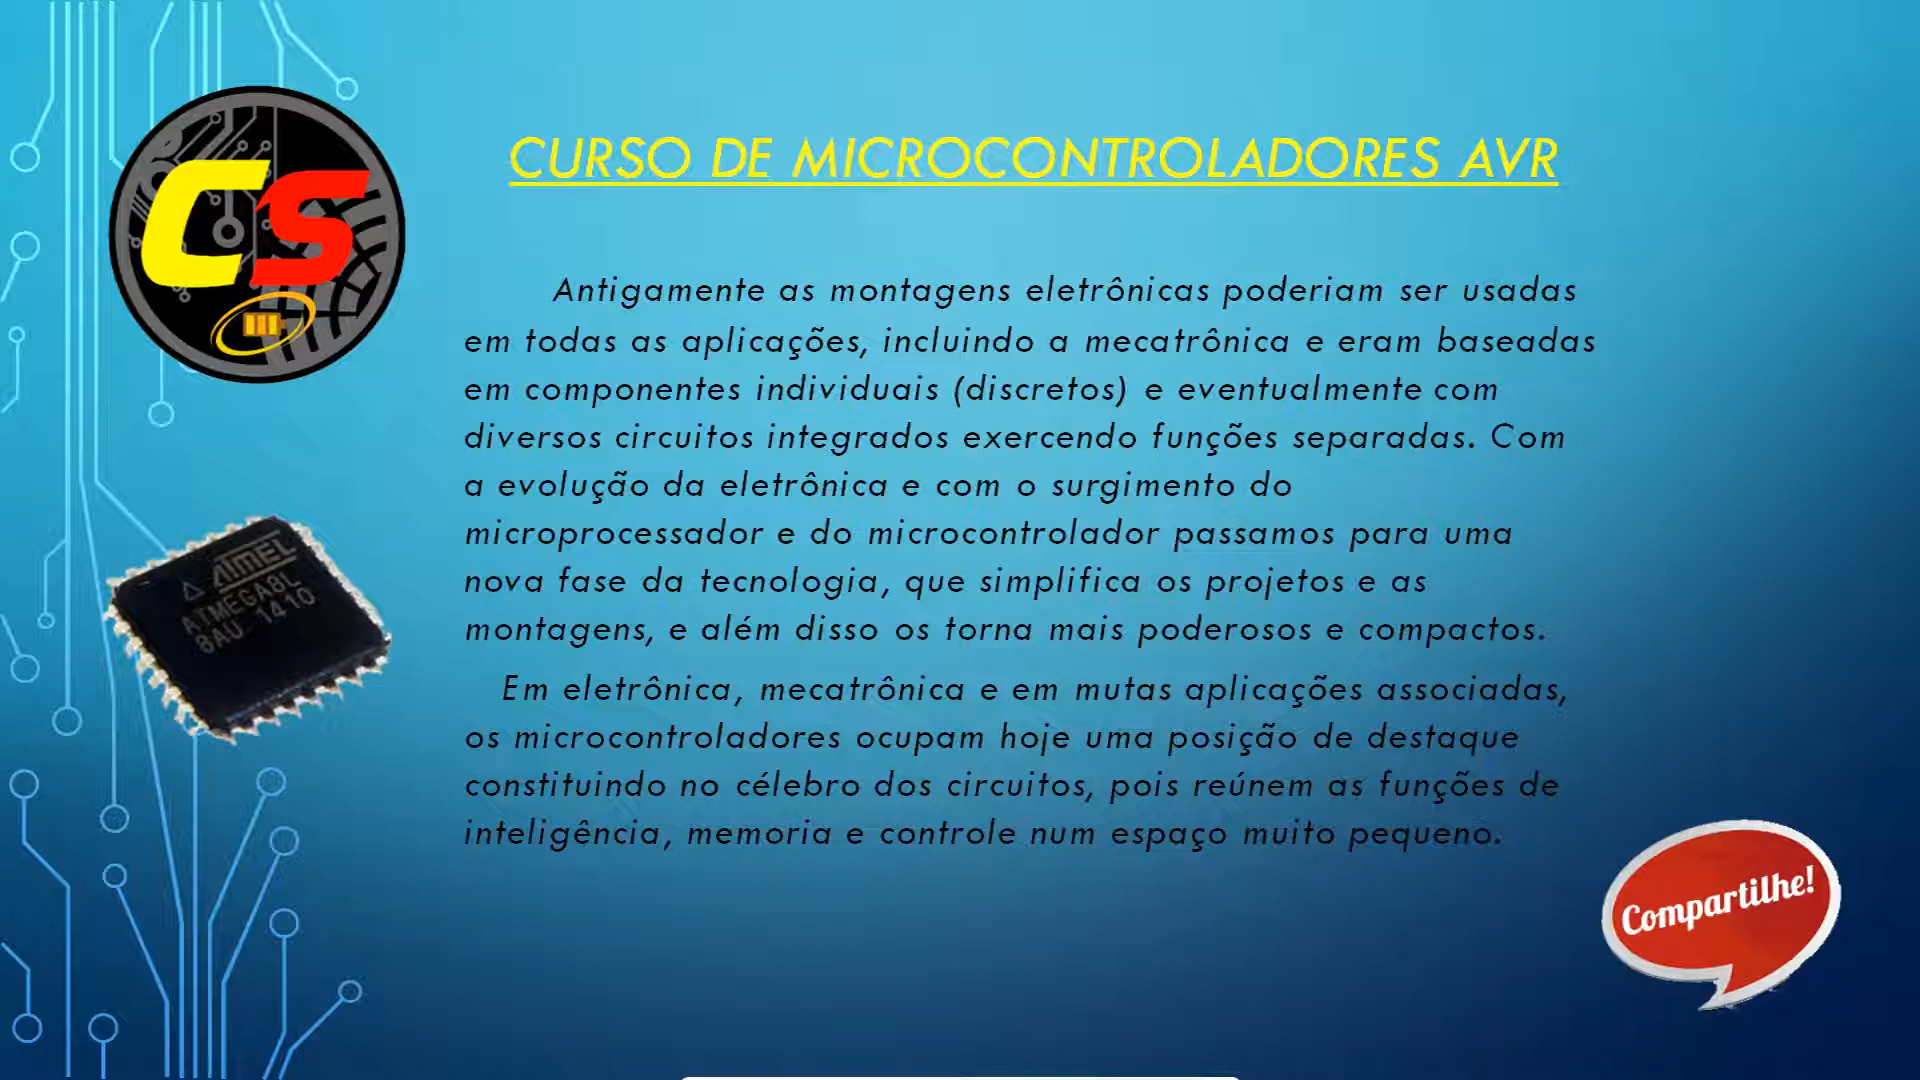 CS
CURSO DE MICROCONTROLADORES AVR
Antigamente as montagens eletrônicas poderiam ser usadas
em todas as aplicações, incluindo a mecatrônica e eram baseadas
em componentes individuais (discretos) e eventualmente com
diversos circuitos integrados exercendo funções separadas. Com
a evolução da eletrônica e com o surgimento do
microprocessador e do microcontrolador passamos para uma
nova fase da tecnologia, que simplifica os projetos e as
montagens, e além disso os torna mais poderosos e compactos.
Em eletrônica, mecatrônica e em mutas aplicações associadas,
os microcontroladores ocupam hoje uma posição de destaque
constituindo no célebro dos circuitos, pois reúnem as funções de
inteligência, memoria e controle num espaço muito pequeno.
ATMEL
ATMEGA8L
8AU 1410
Compartilhe!